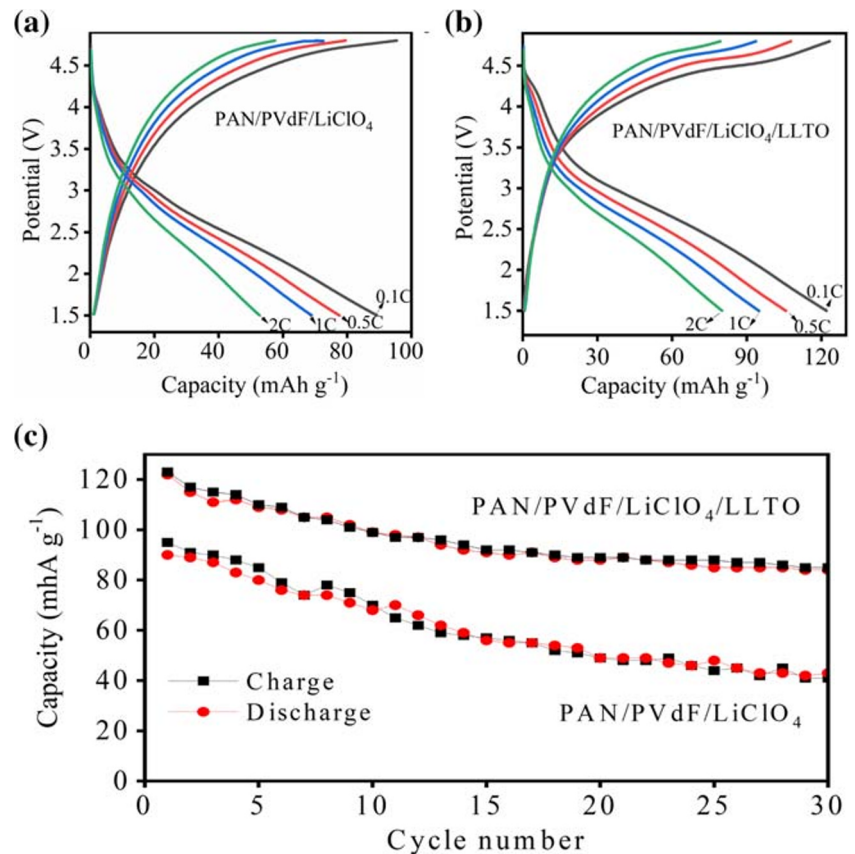 (a)
4.5
4
3.5
3
2.5
2
1.5
Potential (V)
PAN/PVdF/LiClO₄
0.1C
2C 1C 0.5C
0 20 40 60 80 100
Capacity (mAh g⁻¹)
(b)
4.5
4
3.5
3
2.5
2
1.5
Potential (V)
PAN/PVdF/LiClO₄/LLTO
0.1C
2C 1C 0.5C
0 30 60 90 120
Capacity (mAh g⁻¹)
(c)
120
100
80
60
40
20
0
Capacity (mhA g⁻¹)
PAN/PVdF/LiClO₄/LLTO
Charge
Discharge
PAN/PVdF/LiClO₄
0 5 10 15 20 25 30
Cycle number